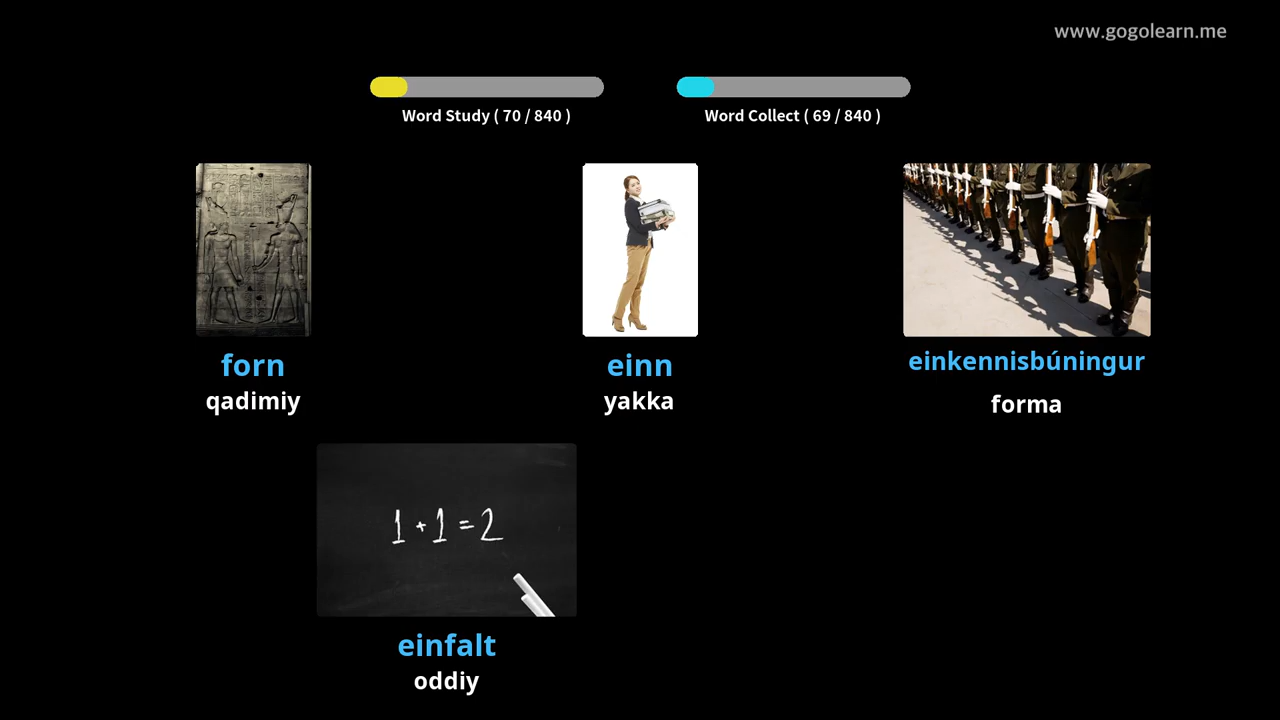 www.gogolearn.me
Word Study ( 70 / 840 )
Word Collect ( 69 / 840 )
forn
qadimiy
einn
yakka
einkennisbúningur
forma
1 + 1 = 2
einfalt
oddiy